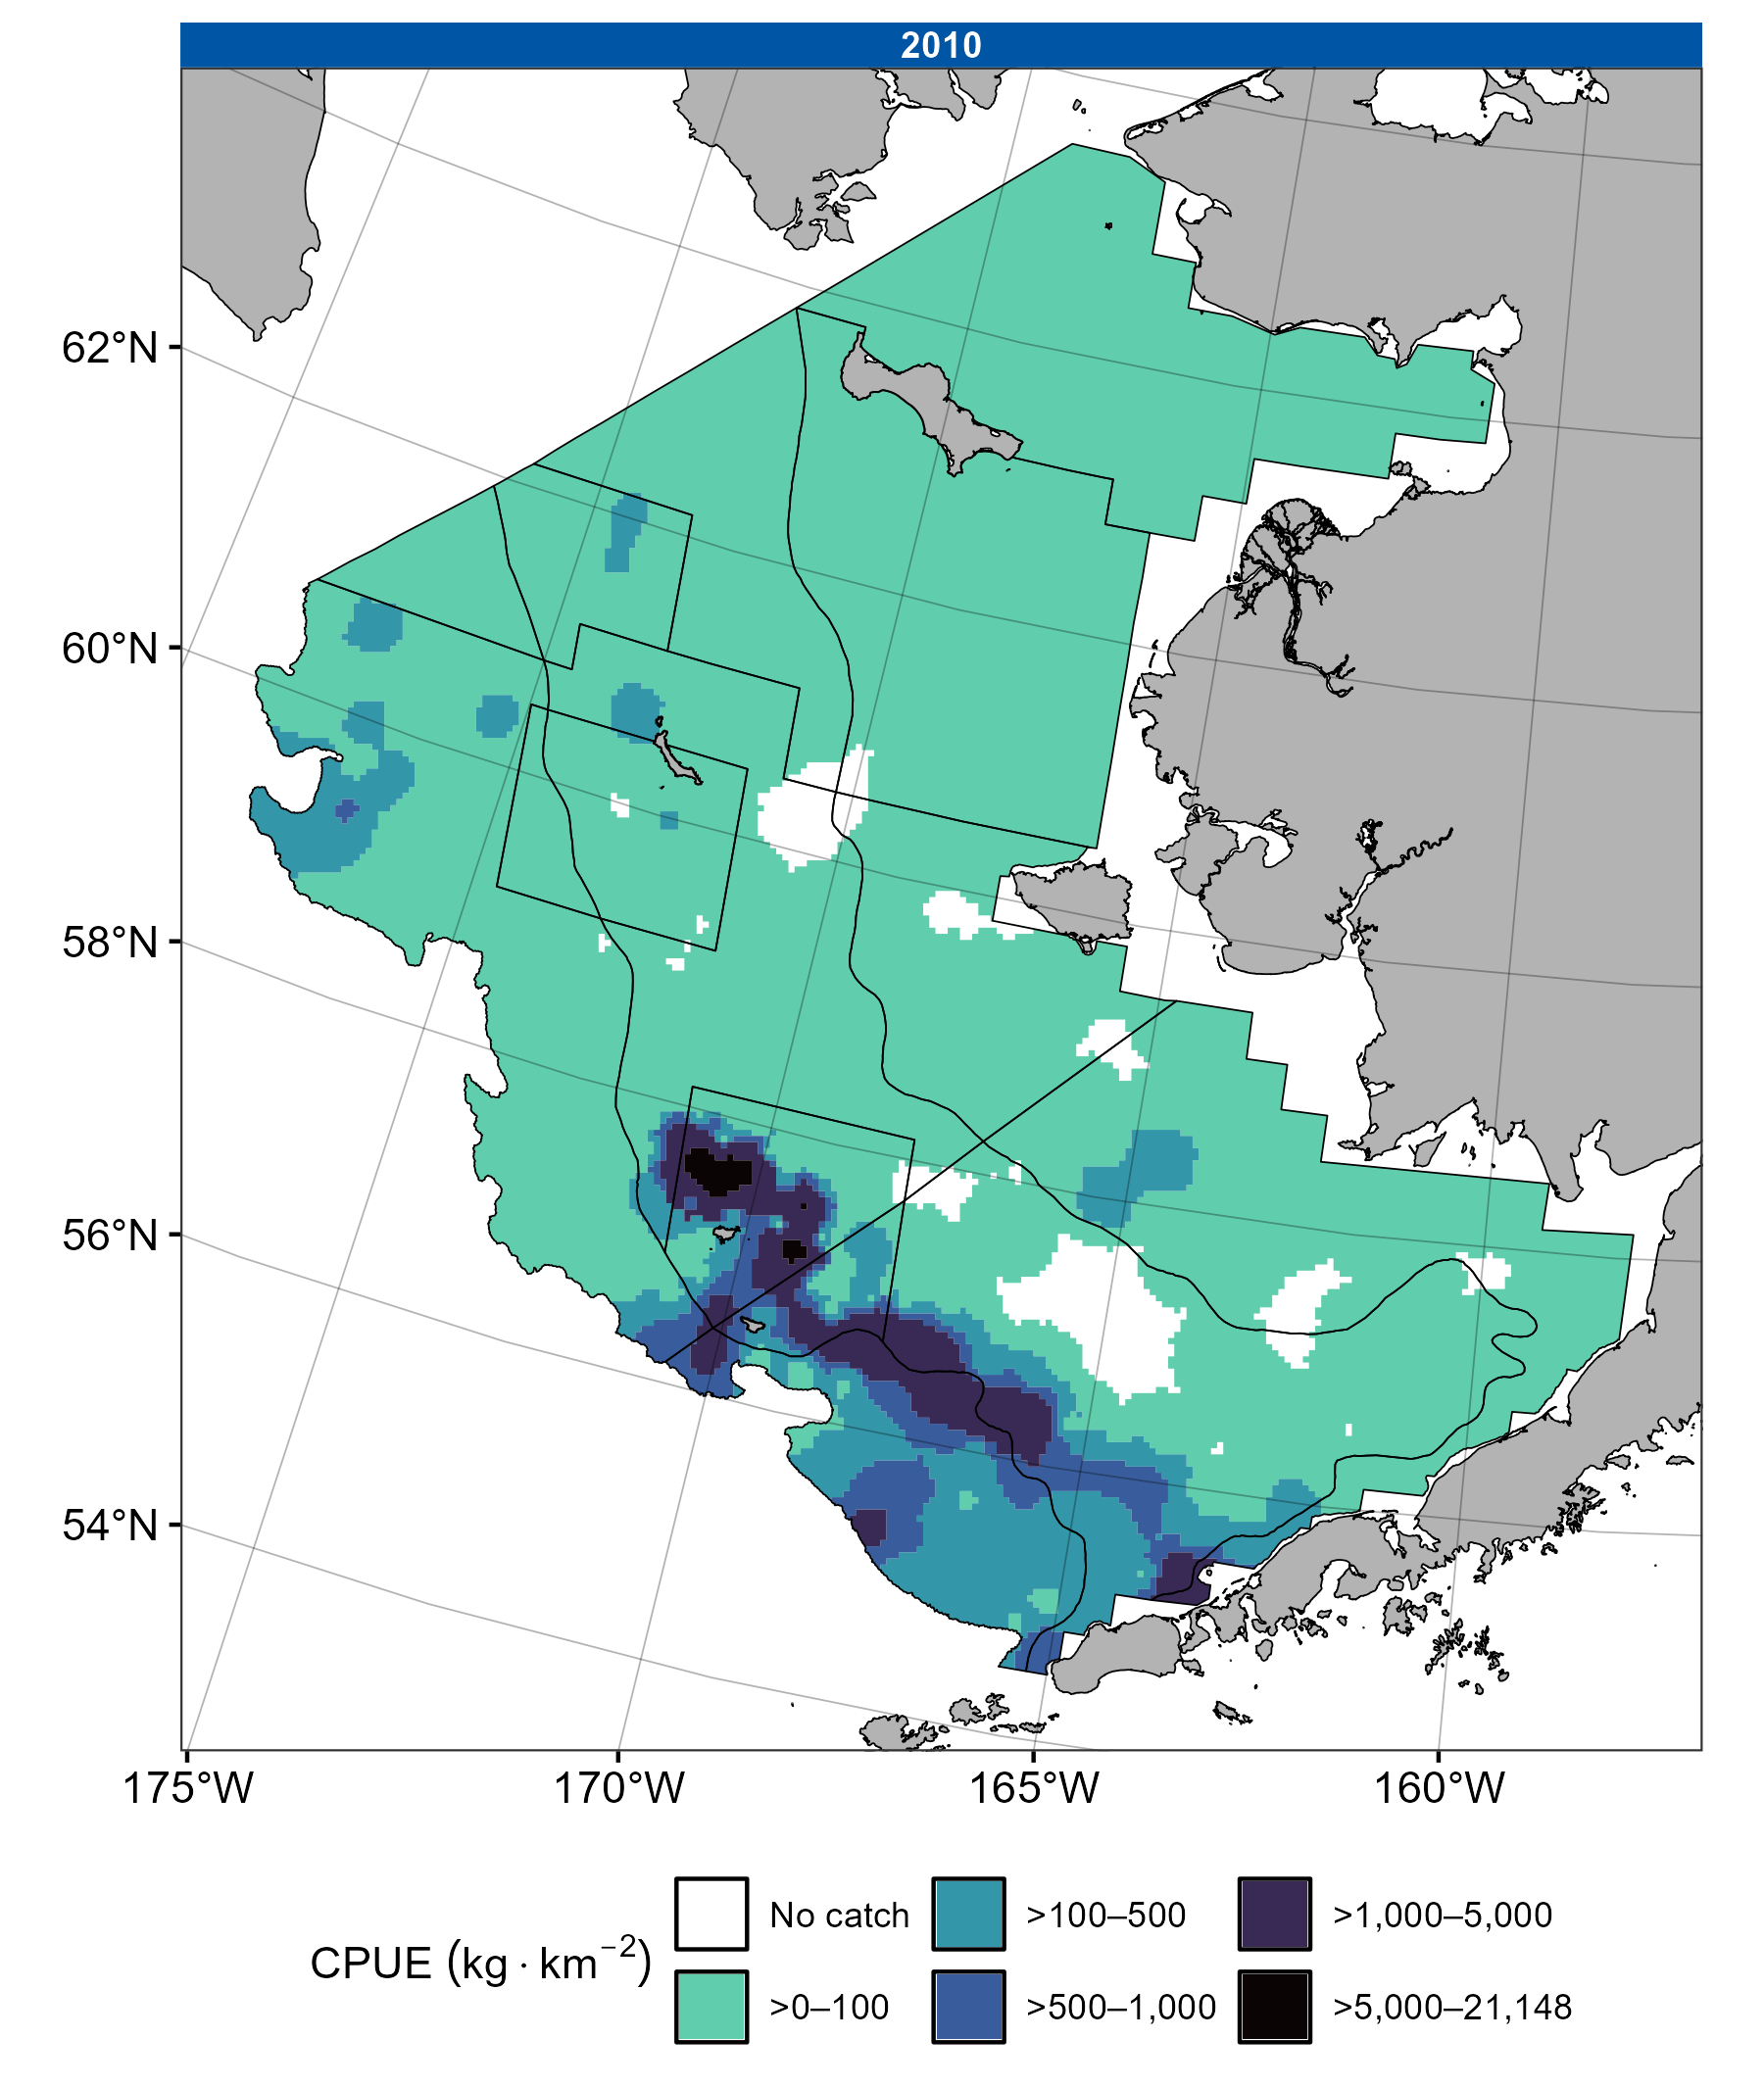 2010
62°N
60°N
58°N
56°N
54°N
175°W 170°W 165°W 160°W
CPUE (kg · km⁻²)
No catch >100–500 >1,000–5,000
>0–100 >500–1,000 >5,000–21,148